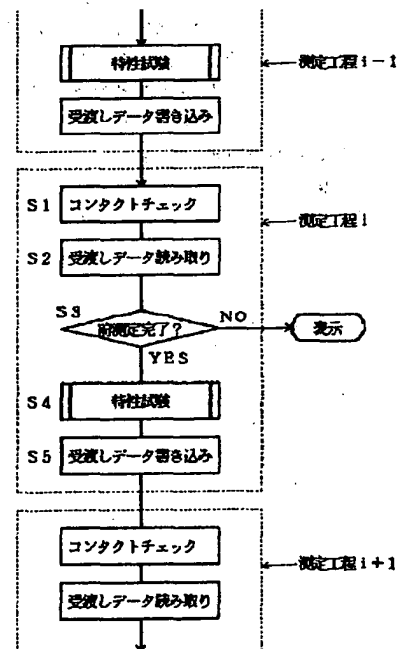 特性試験
測定工程i-1
受渡しデータ書き込み
S1 コンタクトチェック
測定工程i
S2 受渡しデータ読み取り
S3
前測定完了?
NO
表示
YES
S4 特性試験
S5 受渡しデータ書き込み
コンタクトチェック
測定工程i+1
受渡しデータ読み取り